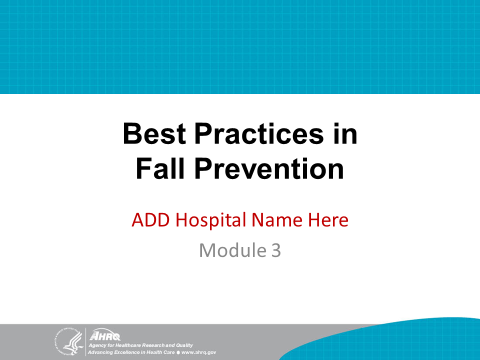 Best Practices in
Fall Prevention
ADD Hospital Name Here
Module 3
AHRQ
Agency for Healthcare Research and Quality
Advancing Excellence in Health Care ■ www.ahrq.gov